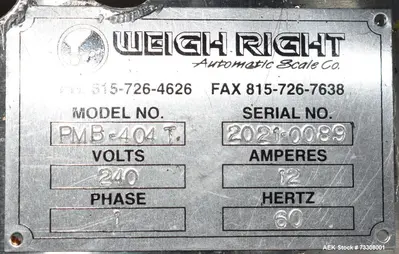 WEIGH RIGHT
Automatic Scale Co.
815-726-4626 FAX 815-726-7638
MODEL NO. SERIAL NO.
PMB-404T 2021-0089
VOLTS AMPERES
240 12
PHASE HERTZ
1 60
AEK Stock # 73308001